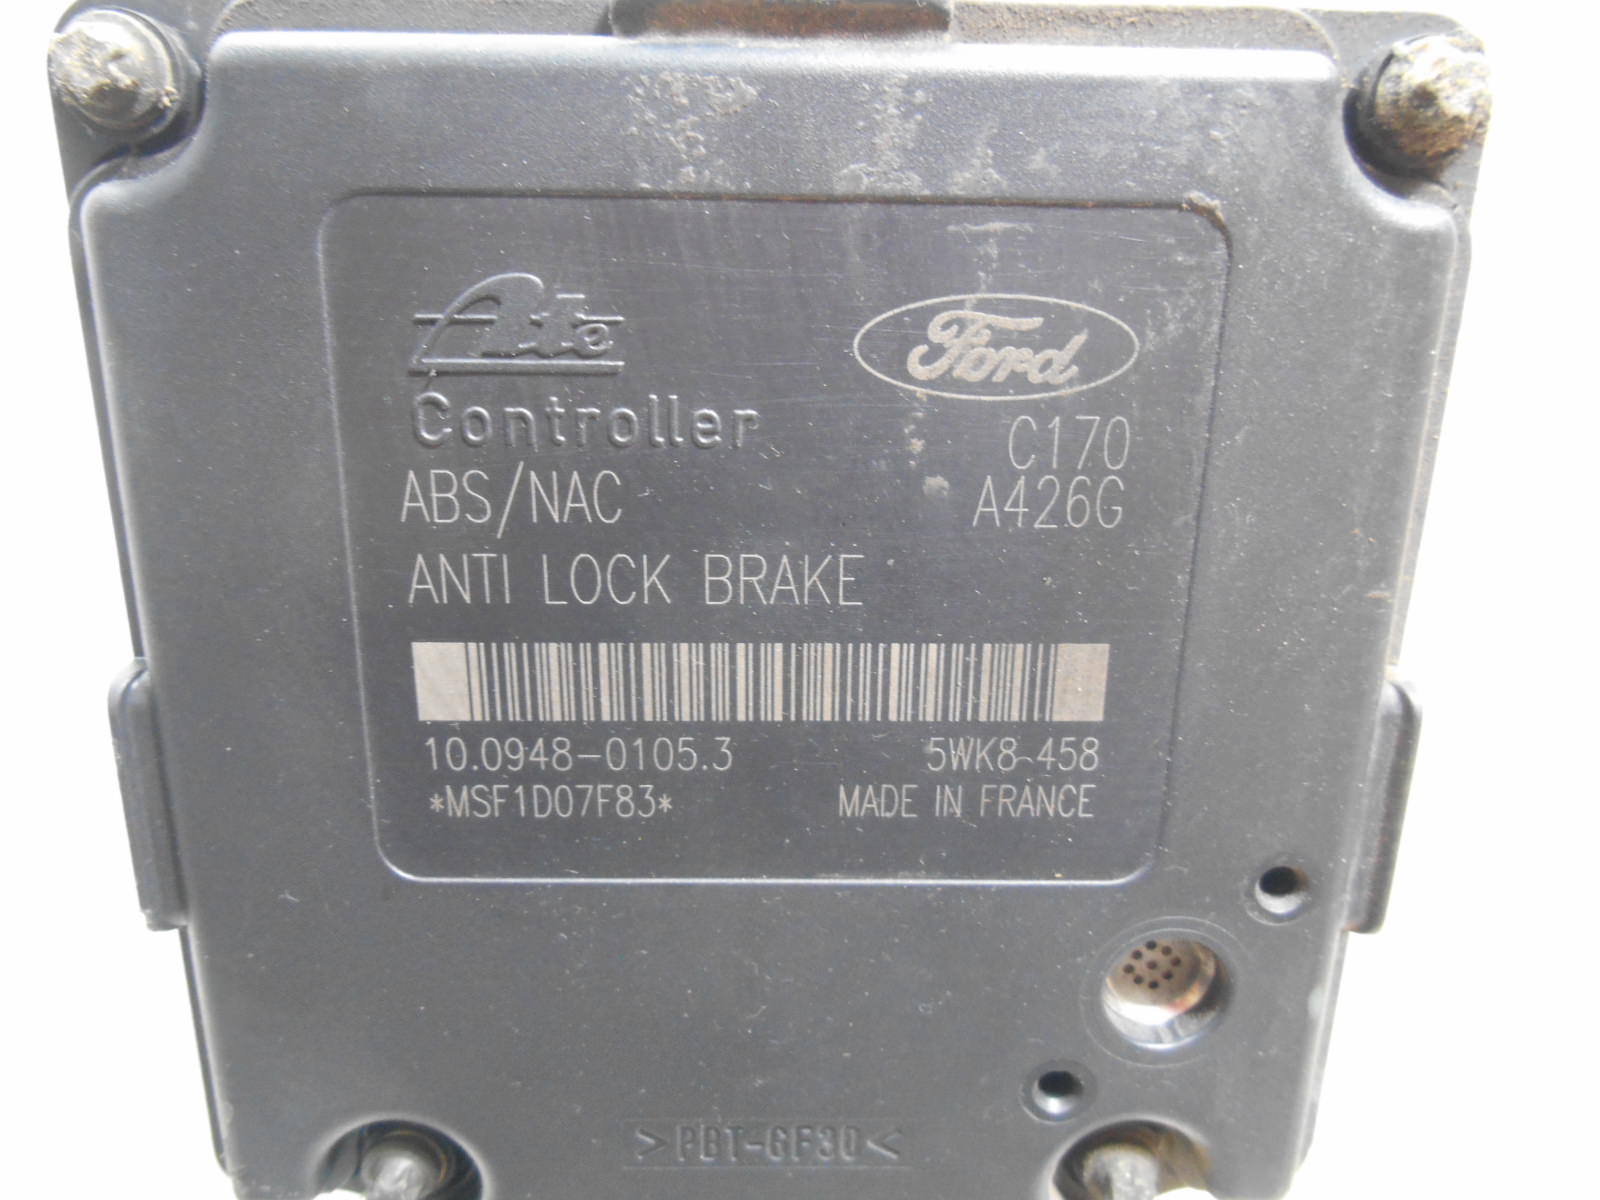 Ate
Ford
Controller
C170
ABS/NAC
A426G
ANTI LOCK BRAKE
10.0948-0105.3 5WK8 458
*MSF1D07F83* MADE IN FRANCE
>PBT-GF30<